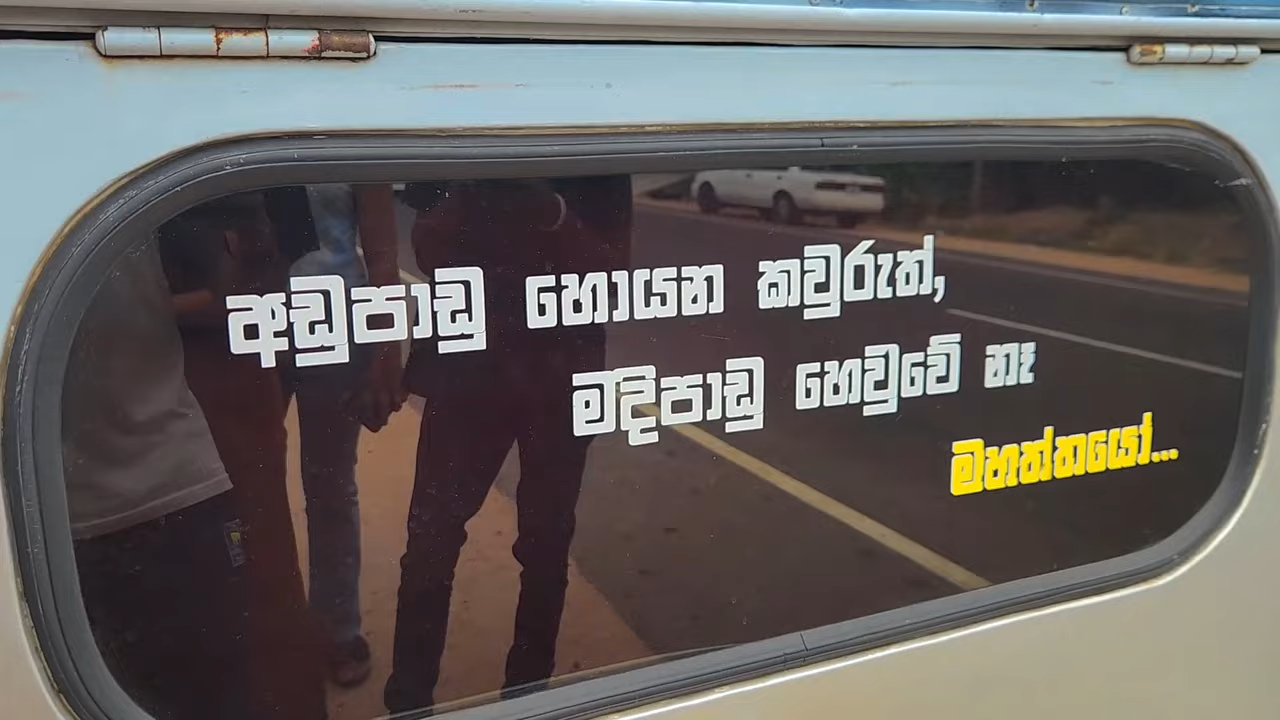 අඩුපාඩු හොයන කවුරුත්,
මදිපාඩු හෙවුවේ නෑ
මහත්තයෝ...